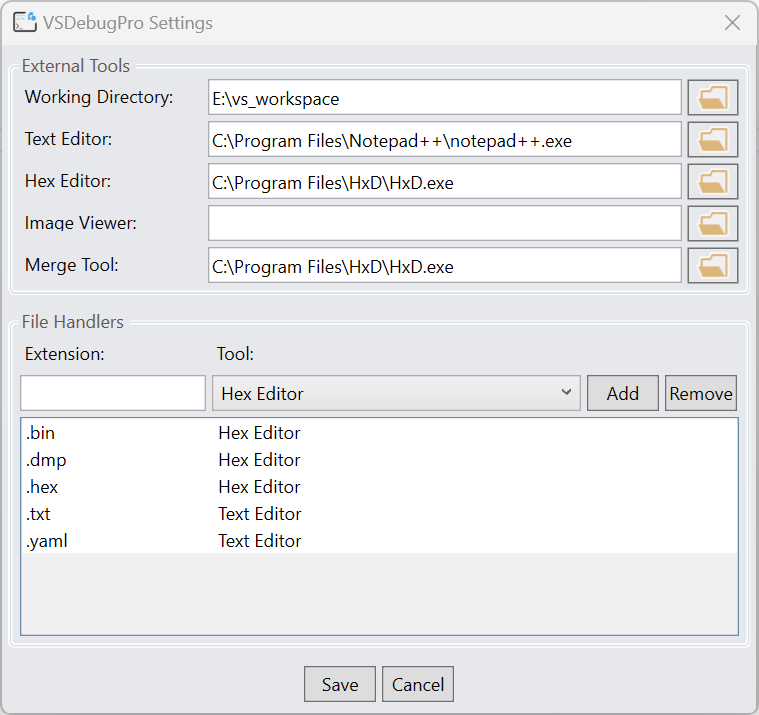 VSDebugPro Settings
External Tools
Working Directory: E:\vs_workspace
Text Editor: C:\Program Files\Notepad++\notepad++.exe
Hex Editor: C:\Program Files\HxD\HxD.exe
Image Viewer:
Merge Tool: C:\Program Files\HxD\HxD.exe
File Handlers
Extension: Tool:
Hex Editor Add Remove
.bin Hex Editor
.dmp Hex Editor
.hex Hex Editor
.txt Text Editor
.yaml Text Editor
Save Cancel